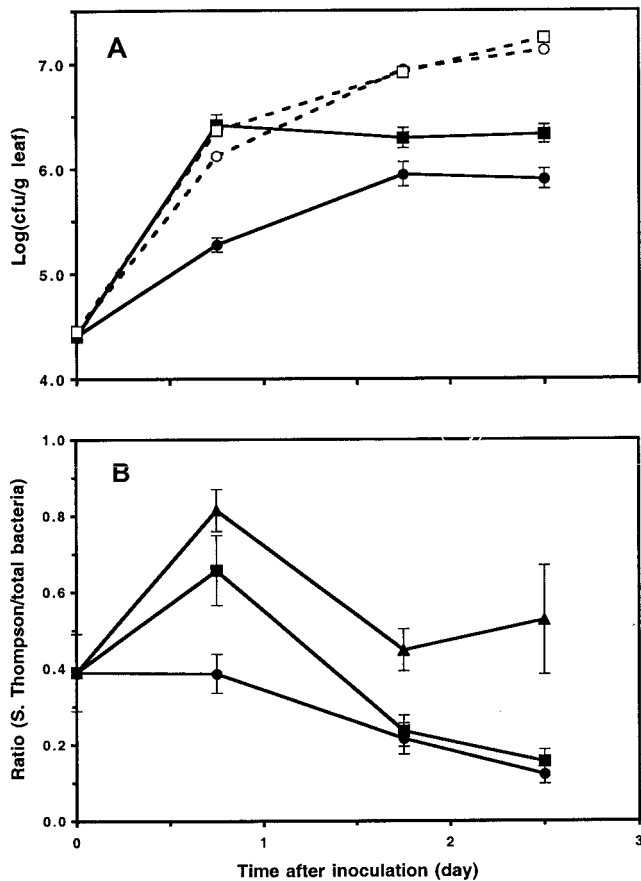 A
7.0
6.0
5.0
4.0
Log(cfu/g leaf)
B
1.0
0.8
0.6
0.4
0.2
0.0
Ratio (S. Thompson/total bacteria)
0
1
2
3
Time after inoculation (day)